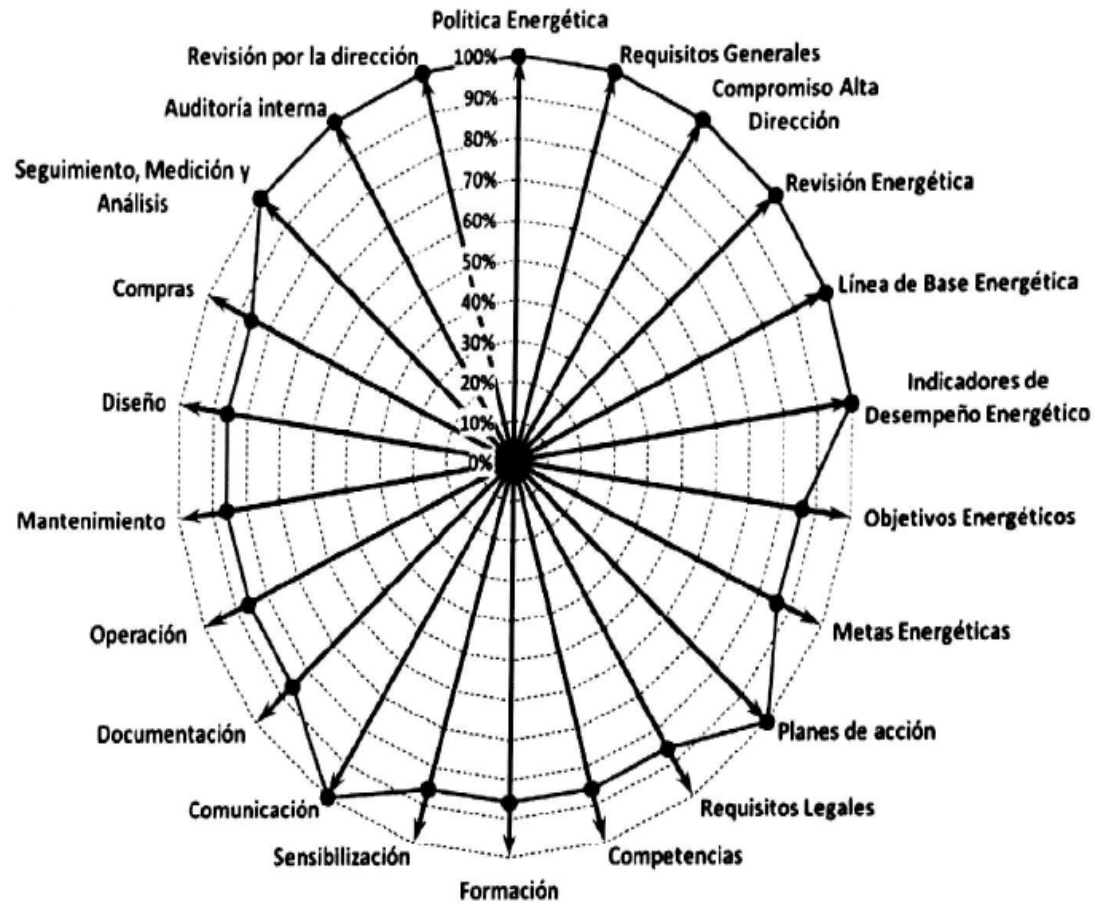 Política Energética
Requisitos Generales
Compromiso Alta
Dirección
Revisión Energética
Línea de Base Energética
Indicadores de
Desempeño Energético
Objetivos Energéticos
Metas Energéticas
Planes de acción
Requisitos Legales
Competencias
Formación
Sensibilización
Comunicación
Documentación
Operación
Mantenimiento
Diseño
Compras
Seguimiento, Medición y
Análisis
Auditoría interna
Revisión por la dirección
100%
90%
80%
70%
60%
50%
40%
30%
20%
10%
0%